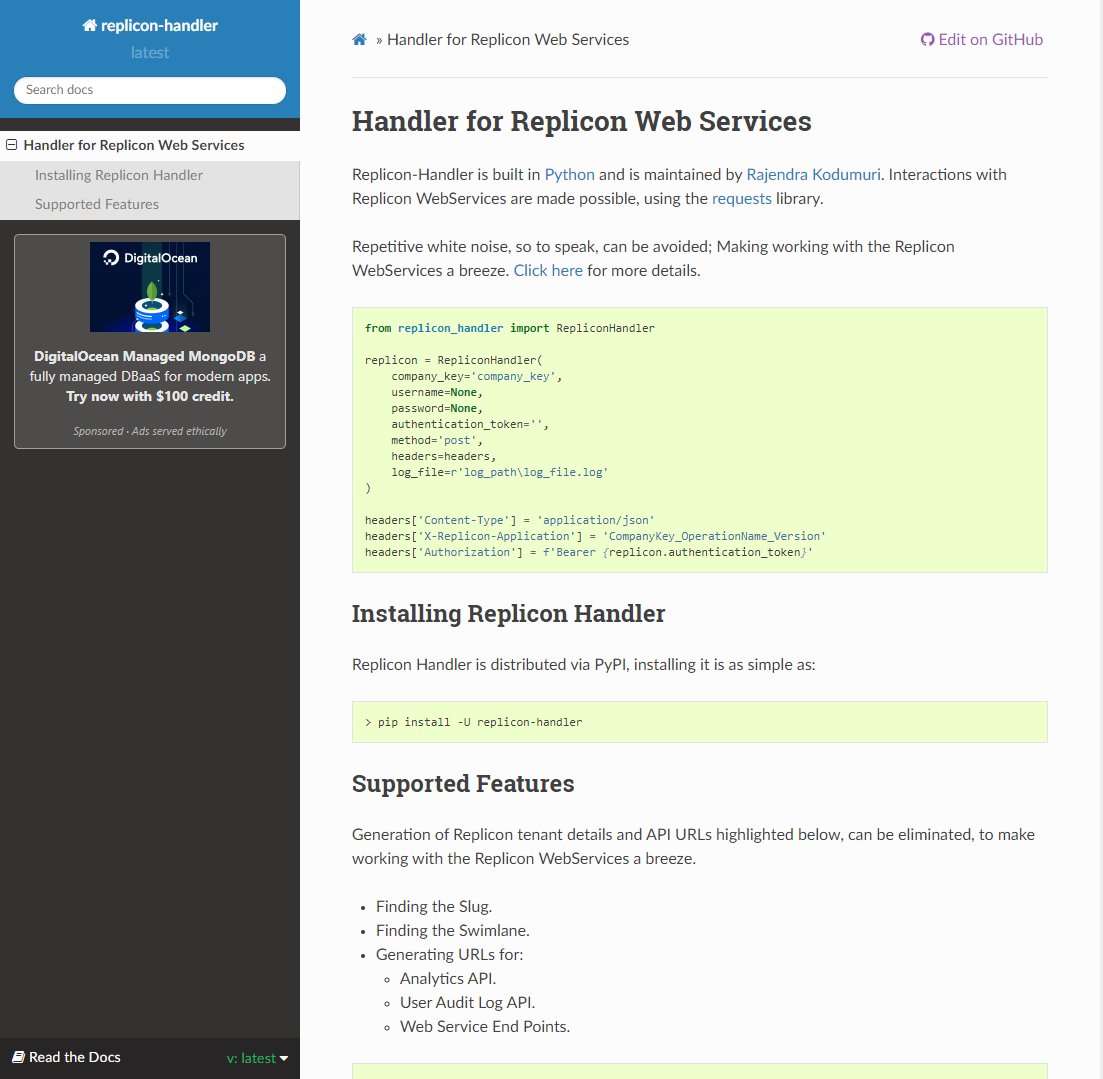 replicon-handler
latest
Search docs
Handler for Replicon Web Services
Installing Replicon Handler
Supported Features
DigitalOcean
DigitalOcean Managed MongoDB a
fully managed DBaaS for modern apps.
Try now with $100 credit.
Sponsored · Ads served ethically
Read the Docs
v: latest
» Handler for Replicon Web Services
Edit on GitHub
Handler for Replicon Web Services
Replicon-Handler is built in Python and is maintained by Rajendra Kodumuri. Interactions with
Replicon WebServices are made possible, using the requests library.
Repetitive white noise, so to speak, can be avoided; Making working with the Replicon
WebServices a breeze. Click here for more details.
from replicon_handler import RepliconHandler
replicon = RepliconHandler(
    company_key='company_key',
    username=None,
    password=None,
    authentication_token='',
    method='post',
    headers=headers,
    log_file=r'log_path\log_file.log'
)
headers['Content-Type'] = 'application/json'
headers['X-Replicon-Application'] = 'CompanyKey_OperationName_Version'
headers['Authorization'] = f'Bearer {replicon.authentication_token}'
Installing Replicon Handler
Replicon Handler is distributed via PyPI, installing it is as simple as:
> pip install -U replicon-handler
Supported Features
Generation of Replicon tenant details and API URLs highlighted below, can be eliminated, to make
working with the Replicon WebServices a breeze.
• Finding the Slug.
• Finding the Swimlane.
• Generating URLs for:
◦ Analytics API.
◦ User Audit Log API.
◦ Web Service End Points.